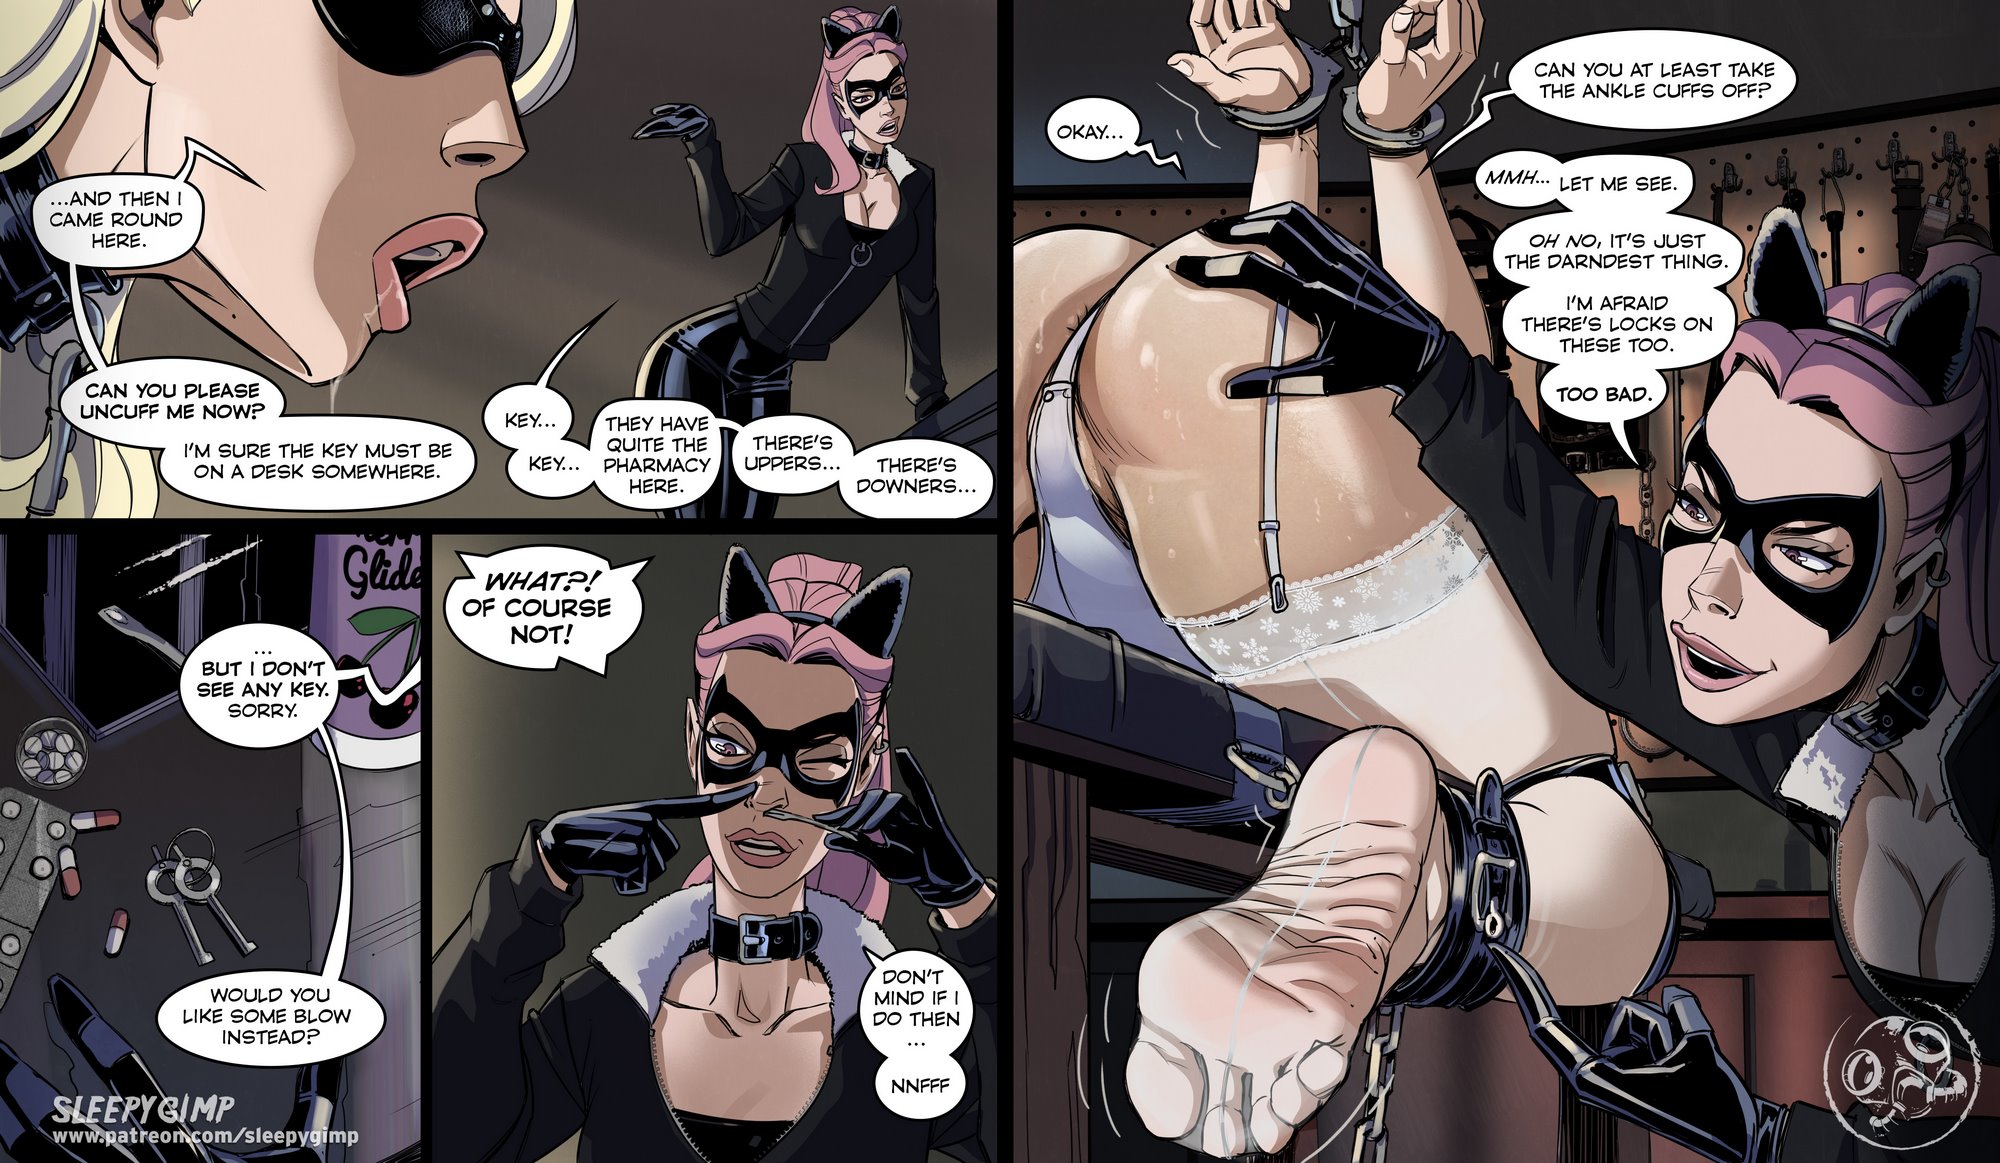 ...AND THEN I
CAME ROUND
HERE.
CAN YOU PLEASE
UNCUFF ME NOW?
I'M SURE THE KEY MUST BE
ON A DESK SOMEWHERE.
KEY...
KEY...
THEY HAVE
QUITE THE
PHARMACY
HERE.
THERE'S
UPPERS...
THERE'S
DOWNERS...
Glide
...
BUT I DON'T
SEE ANY KEY.
SORRY.
WOULD YOU
LIKE SOME BLOW
INSTEAD?
SLEEPYGIMP
www.patreon.com/sleepygimp
WHAT?!
OF COURSE
NOT!
DON'T
MIND IF I
DO THEN
...
NNFFF
OKAY...
CAN YOU AT LEAST TAKE
THE ANKLE CUFFS OFF?
MMH... LET ME SEE.
OH NO, IT'S JUST
THE DARNDEST THING.
I'M AFRAID
THERE'S LOCKS ON
THESE TOO.
TOO BAD.